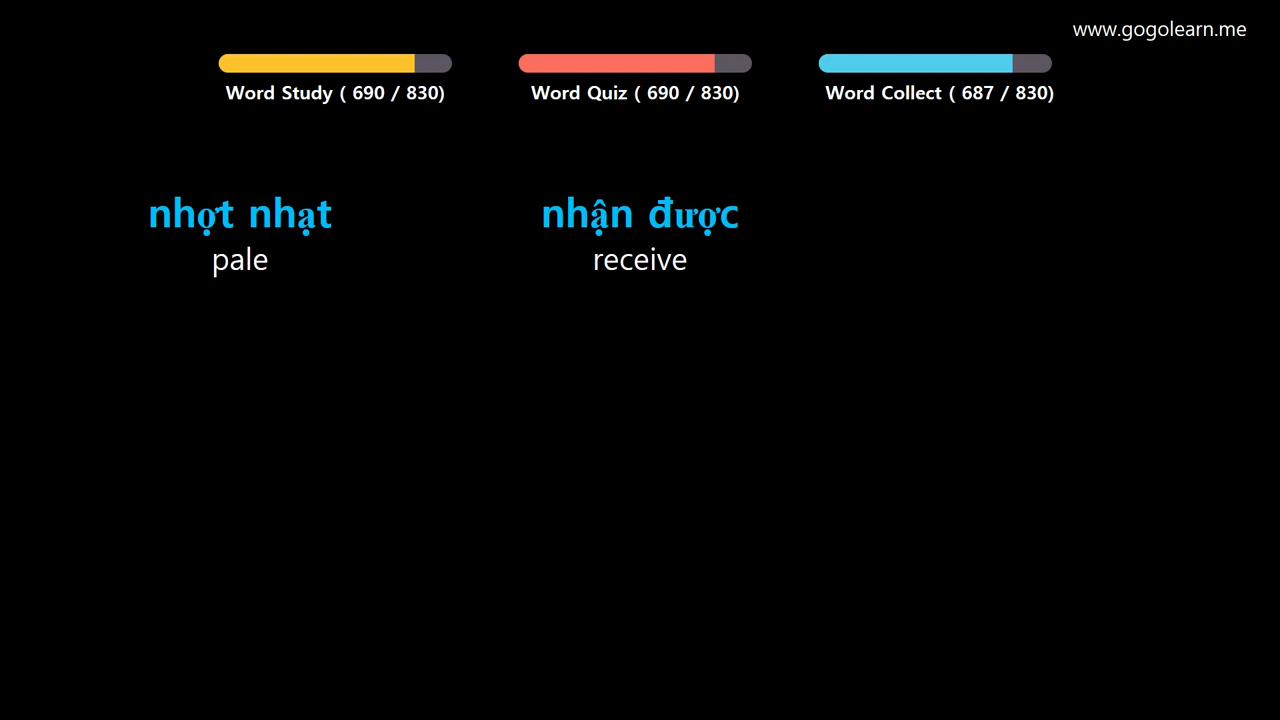 www.gogolearn.me
Word Study ( 690 / 830)
Word Quiz ( 690 / 830)
Word Collect ( 687 / 830)
nhợt nhạt
pale
nhận được
receive